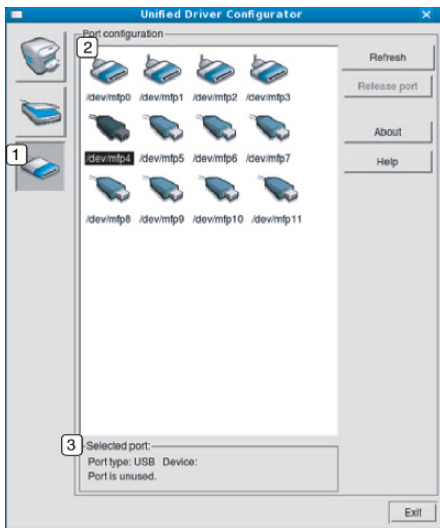 Unified Driver Configurator
2 Port configuration
Refresh
/dev/mfp0 /dev/mfp1 /dev/mfp2 /dev/mfp3
Release port
About
1
/dev/mfp4 /dev/mfp5 /dev/mfp6 /dev/mfp7
Help
/dev/mfp8 /dev/mfp9 /dev/mfp10 /dev/mfp11
3 Selected port:
Port type: USB Device:
Port is unused.
Exit